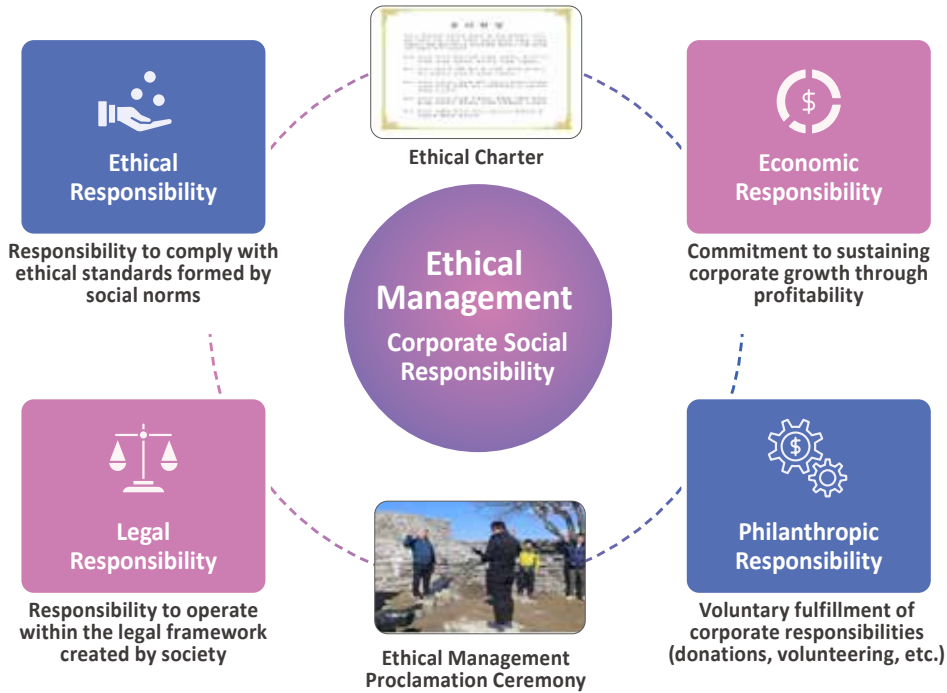 Ethical
Responsibility
Responsibility to comply with
ethical standards formed by
social norms
Ethical Charter
Economic
Responsibility
Commitment to sustaining
corporate growth through
profitability
Ethical
Management
Corporate Social
Responsibility
Legal
Responsibility
Responsibility to operate
within the legal framework
created by society
Ethical Management
Proclamation Ceremony
Philanthropic
Responsibility
Voluntary fulfillment of
corporate responsibilities
(donations, volunteering, etc.)